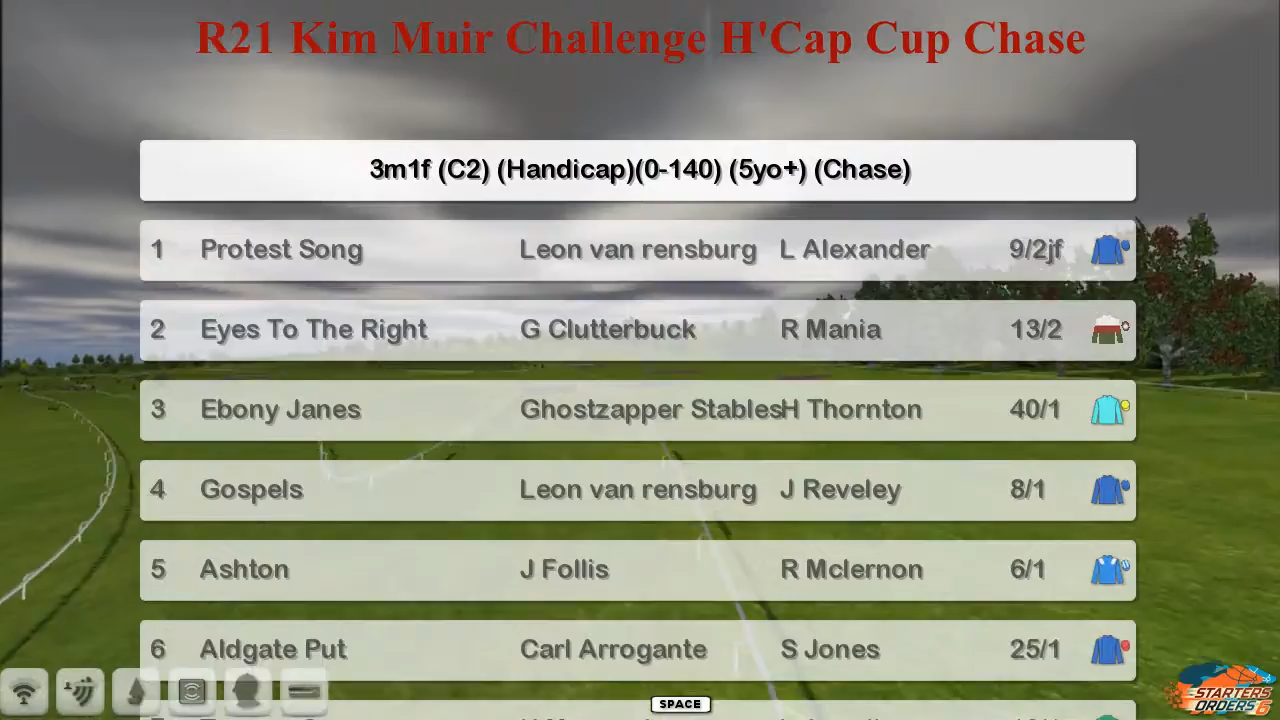 R21 Kim Muir Challenge H'Cap Cup Chase
3m1f (C2) (Handicap)(0-140) (5yo+) (Chase)
1 Protest Song Leon van rensburg L Alexander 9/2jf
2 Eyes To The Right G Clutterbuck R Mania 13/2
3 Ebony Janes Ghostzapper Stables H Thornton 40/1
4 Gospels Leon van rensburg J Reveley 8/1
5 Ashton J Follis R Mclernon 6/1
6 Aldgate Put Carl Arrogante S Jones 25/1
SPACE
STARTERS
ORDERS 6